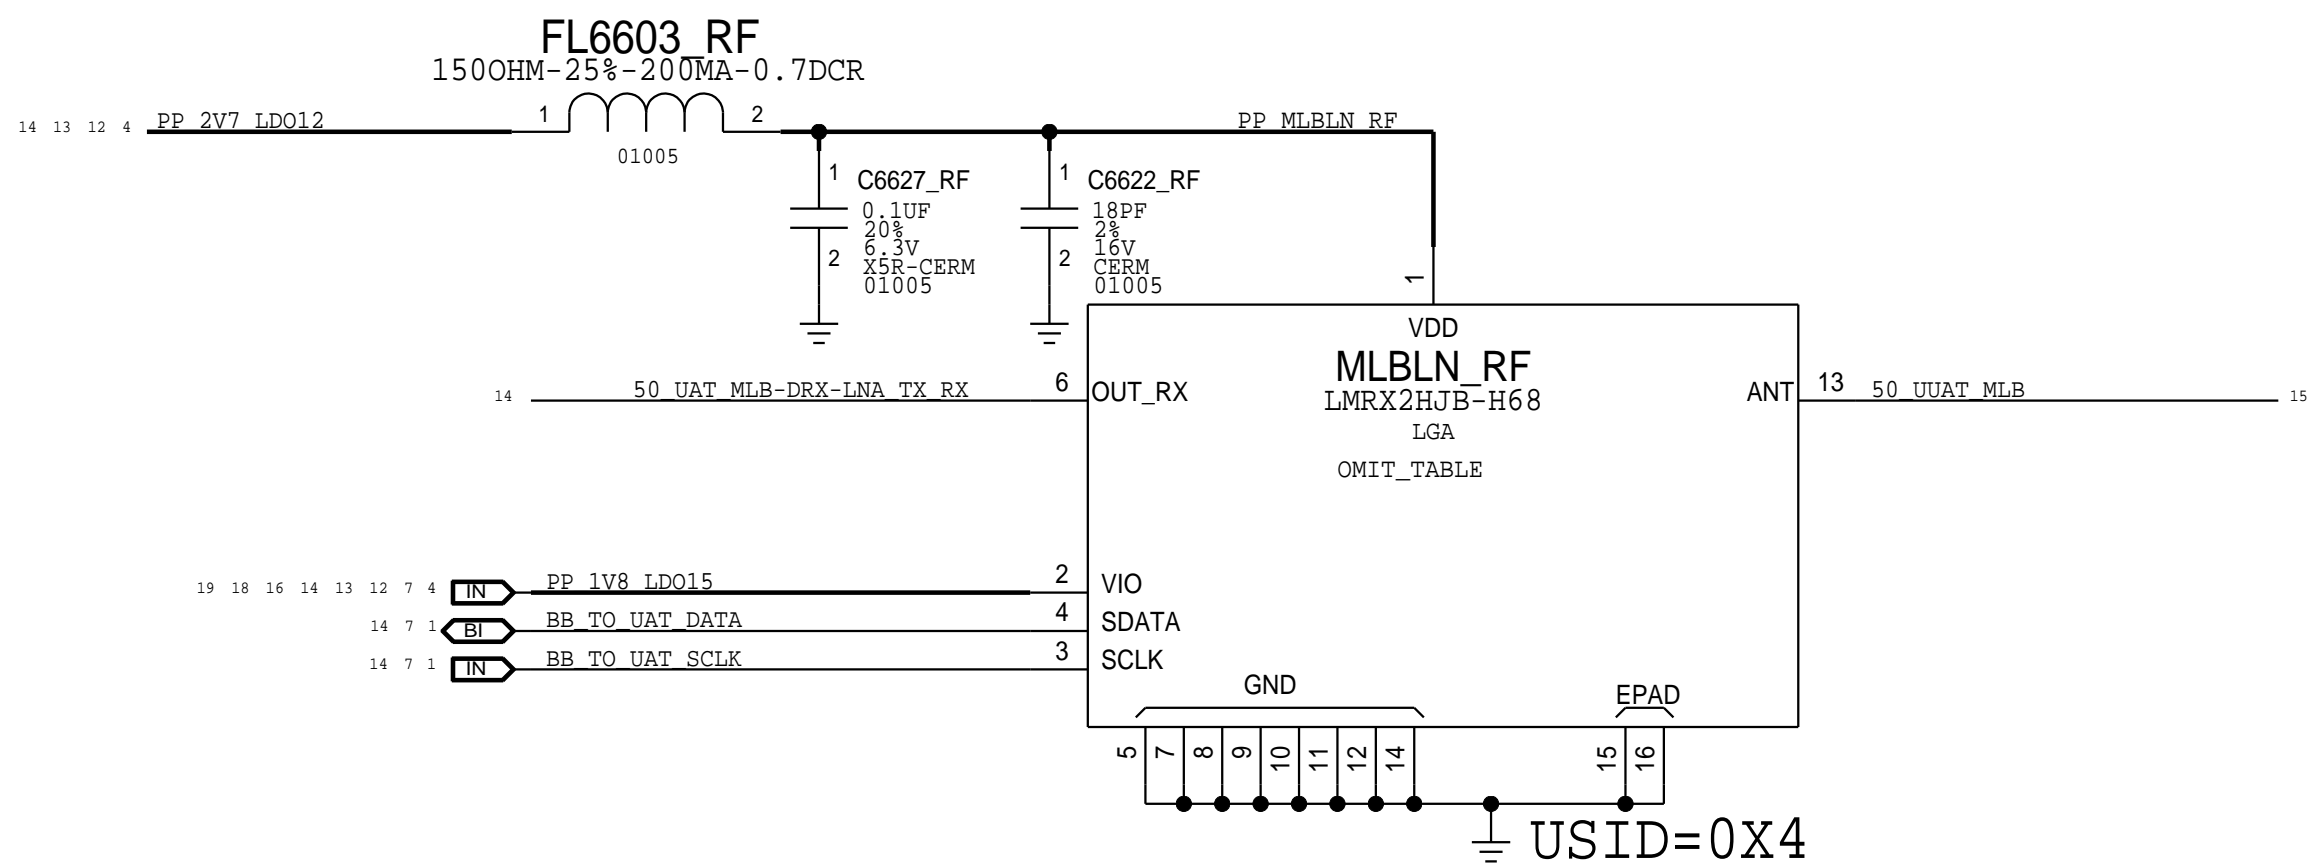 FL6603_RF
150OHM-25%-200MA-0.7DCR
14 13 12 4 PP_2V7_LDO12 1 2 PP_MLBLN_RF
01005
1 C6627_RF
0.1UF
20%
6.3V
X5R-CERM
01005
2
1 C6622_RF
18PF
2%
16V
CERM
01005
2
1
VDD
MLBLN_RF
LMRX2HJB-H68
LGA
OMIT_TABLE
14 50_UAT_MLB-DRX-LNA_TX_RX 6 OUT_RX
ANT 13 50_UUAT_MLB 15
19 18 16 14 13 12 7 4 IN PP_1V8_LDO15 2 VIO
14 7 1 BI BB_TO_UAT_DATA 4 SDATA
14 7 1 IN BB_TO_UAT_SCLK 3 SCLK
GND EPAD
5 7 8 9 10 11 12 14 15 16
USID=0X4